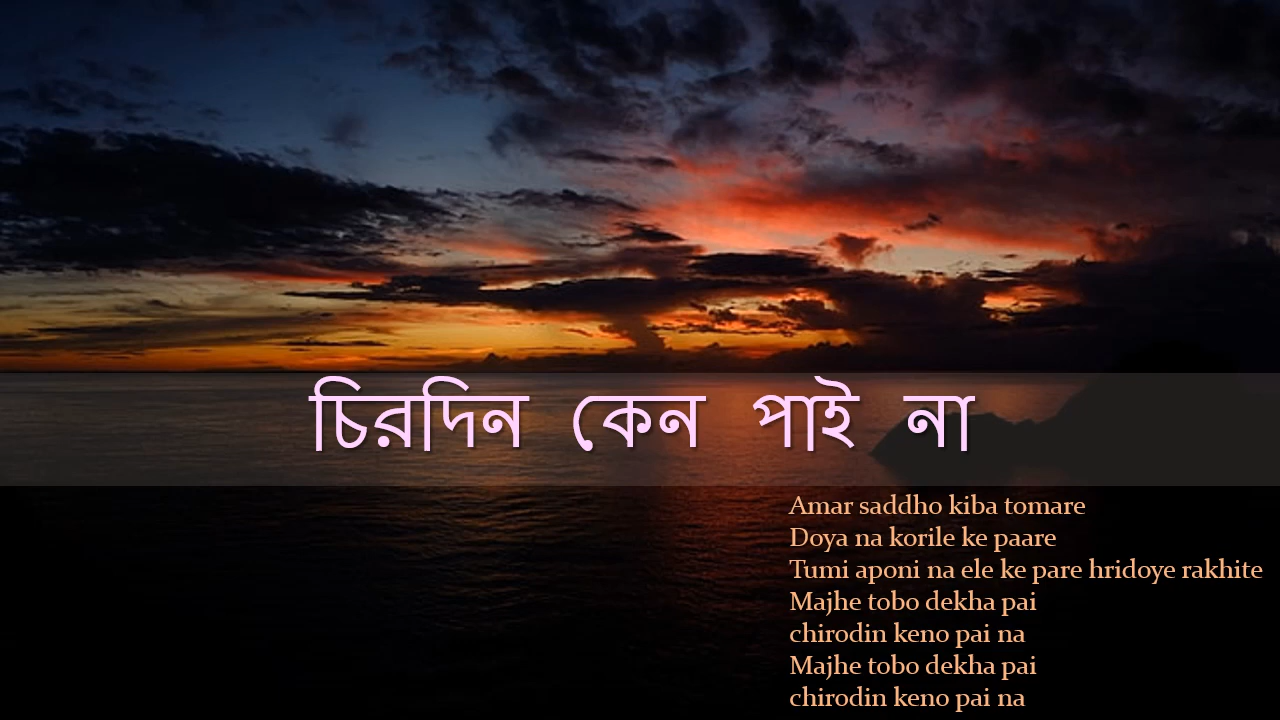 চিরদিন কেন পাই না
Amar saddho kiba tomare
Doya na korile ke paare
Tumi aponi na ele ke pare hridoye rakhite
Majhe tobo dekha pai
chirodin keno pai na
Majhe tobo dekha pai
chirodin keno pai na